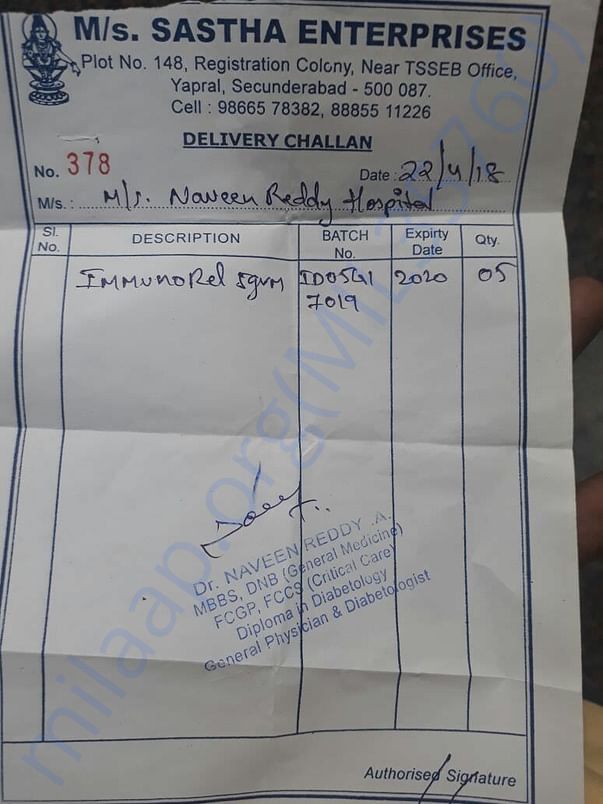 M/s. SASTHA ENTERPRISES
Plot No. 148, Registration Colony, Near TSSEB Office,
Yapral, Secunderabad - 500 087.
Cell : 98665 78382, 88855 11226
DELIVERY CHALLAN
No. 378 Date : 22/4/18
M/s. : M/s. Naveen Reddy Hospital
Sl. No. DESCRIPTION BATCH No. Expirty Date Qty.
Immunorel 5gm ID05G1 2020 05
7019
Dr. NAVEEN REDDY .A.
MBBS, DNB (General Medicine)
FCGP, FCCS (Critical Care)
Diploma in Diabetology
General Physician & Diabetologist
Authorised Signature
milaap.org